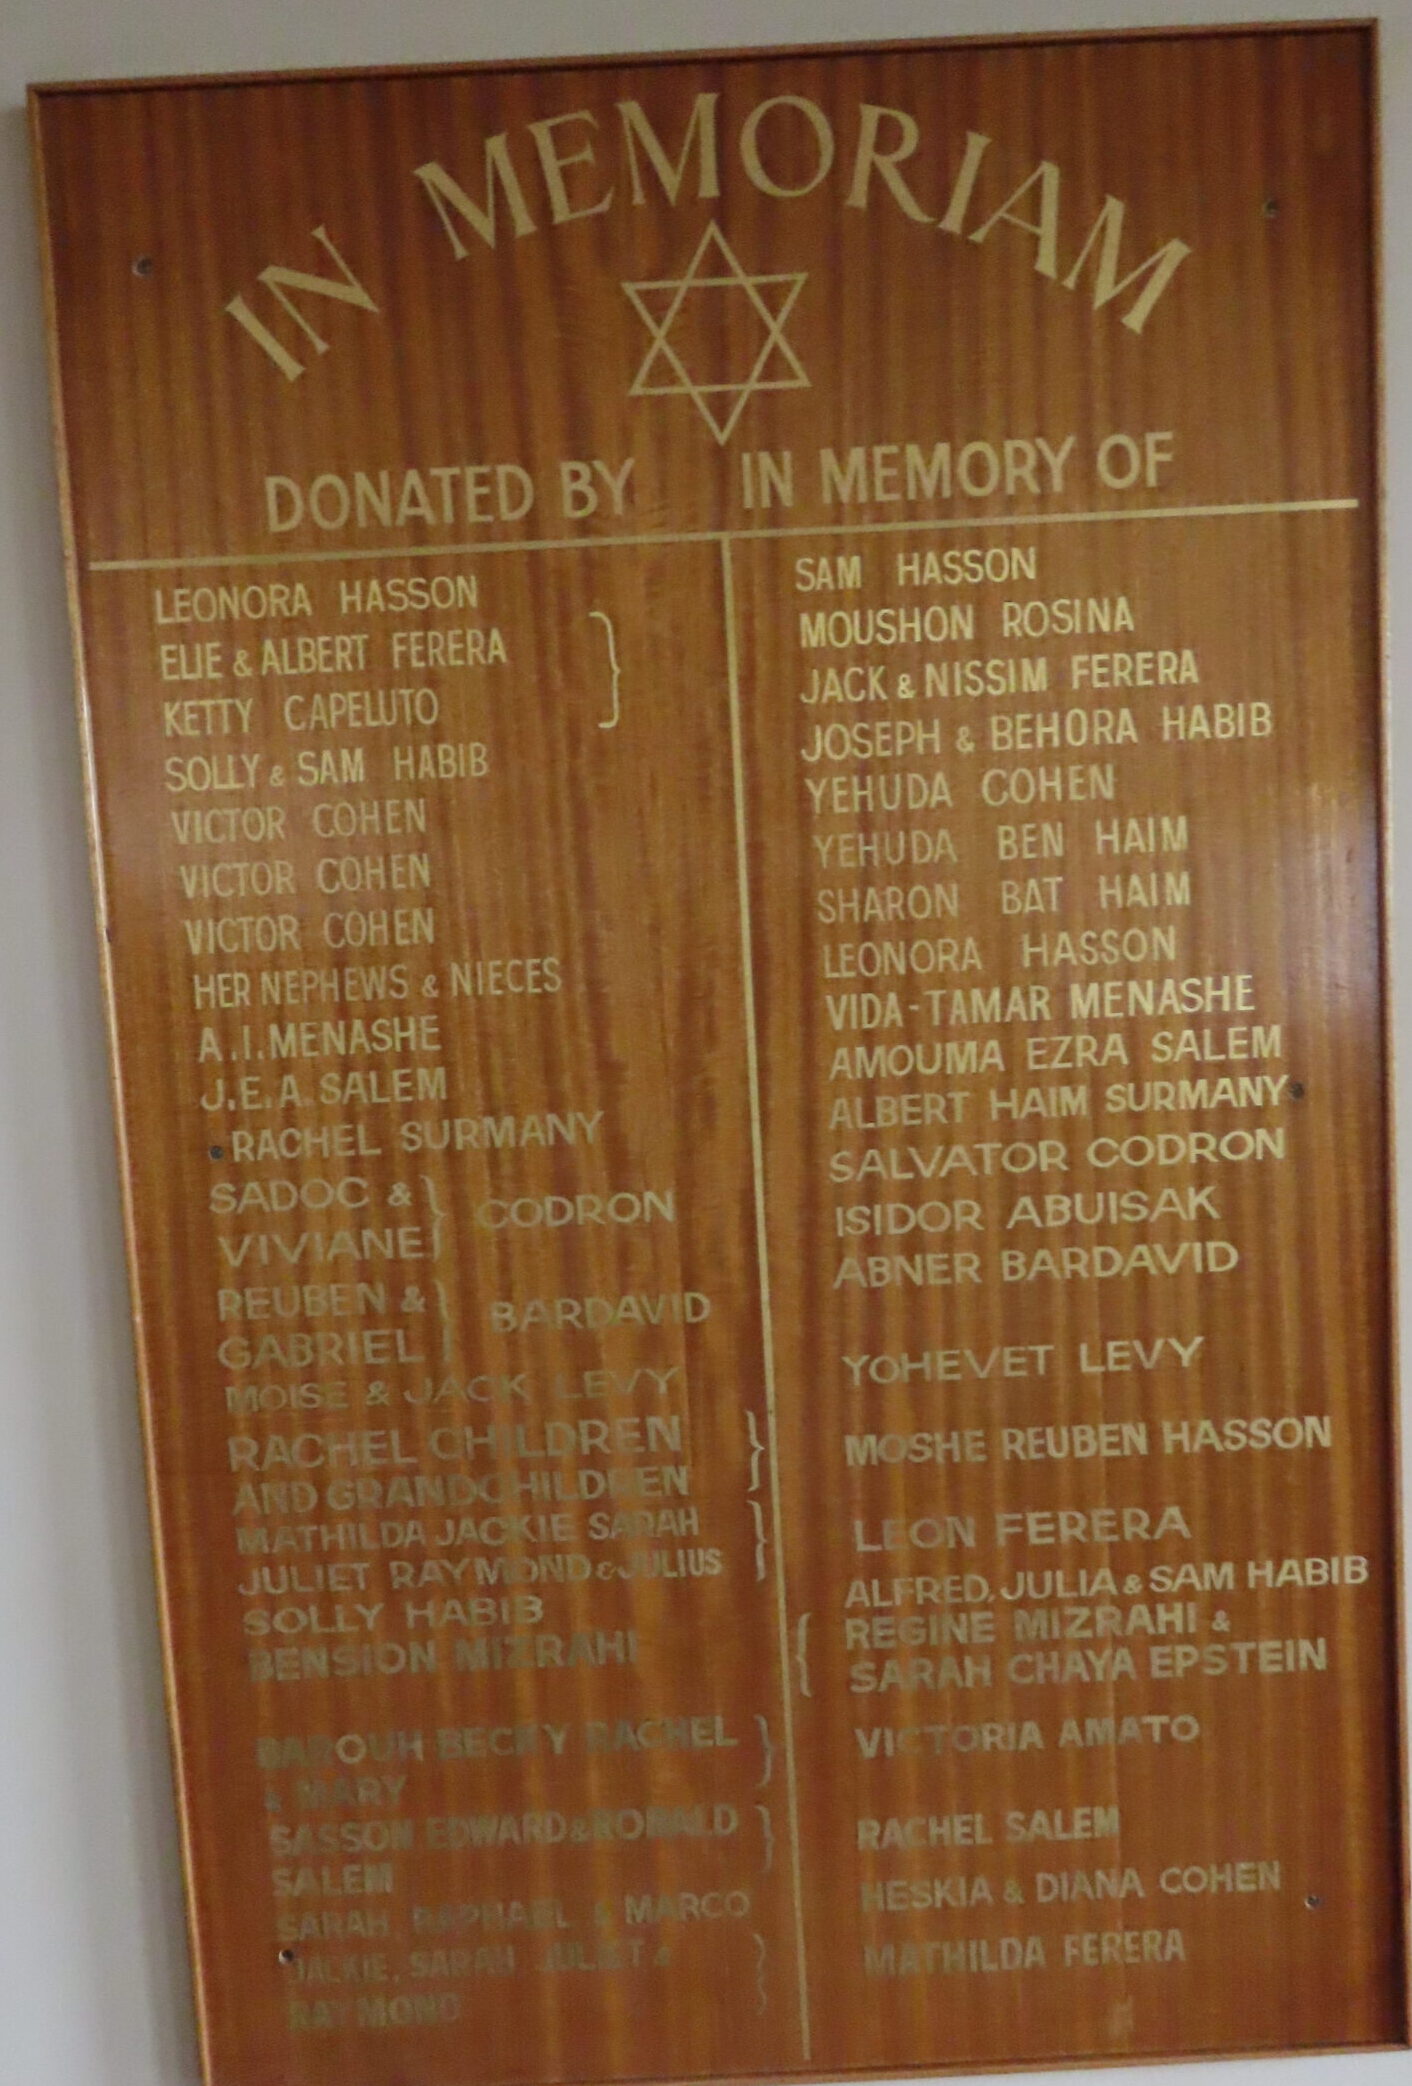 IN MEMORIAM
DONATED BY IN MEMORY OF
LEONORA HASSON SAM HASSON
ELIE & ALBERT FERERA MOUSHON ROSINA
KETTY CAPELUTO JACK & NISSIM FERERA
SOLLY & SAM HABIB JOSEPH & BEHORA HABIB
VICTOR COHEN YEHUDA COHEN
VICTOR COHEN YEHUDA BEN HAIM
VICTOR COHEN SHARON BAT HAIM
HER NEPHEWS & NIECES LEONORA HASSON
A.I. MENASHE VIDA-TAMAR MENASHE
J.E.A. SALEM AMOUMA EZRA SALEM
RACHEL SURMANY ALBERT HAIM SURMANY
SADOC & CODRON SALVATOR CODRON
VIVIANE ISIDOR ABUISAK
REUBEN & BARDAVID ABNER BARDAVID
GABRIEL
MOISE & JACK LEVY YOHEVET LEVY
RACHEL CHILDREN MOSHE REUBEN HASSON
AND GRANDCHILDREN
MATHILDA JACKIE SARAH LEON FERERA
JULIET RAYMOND & JULIUS
SOLLY HABIB ALFRED, JULIA & SAM HABIB
BENSION MIZRAHI REGINE MIZRAHI &
SARAH CHAYA EPSTEIN
BAROUH BECKY RACHEL VICTORIA AMATO
& MARY
SASSON EDWARD & RONALD RACHEL SALEM
SALEM
SARAH, RAPHAEL & MARCO HESKIA & DIANA COHEN
JACKIE, SARAH JULIET & MATHILDA FERERA
RAYMOND